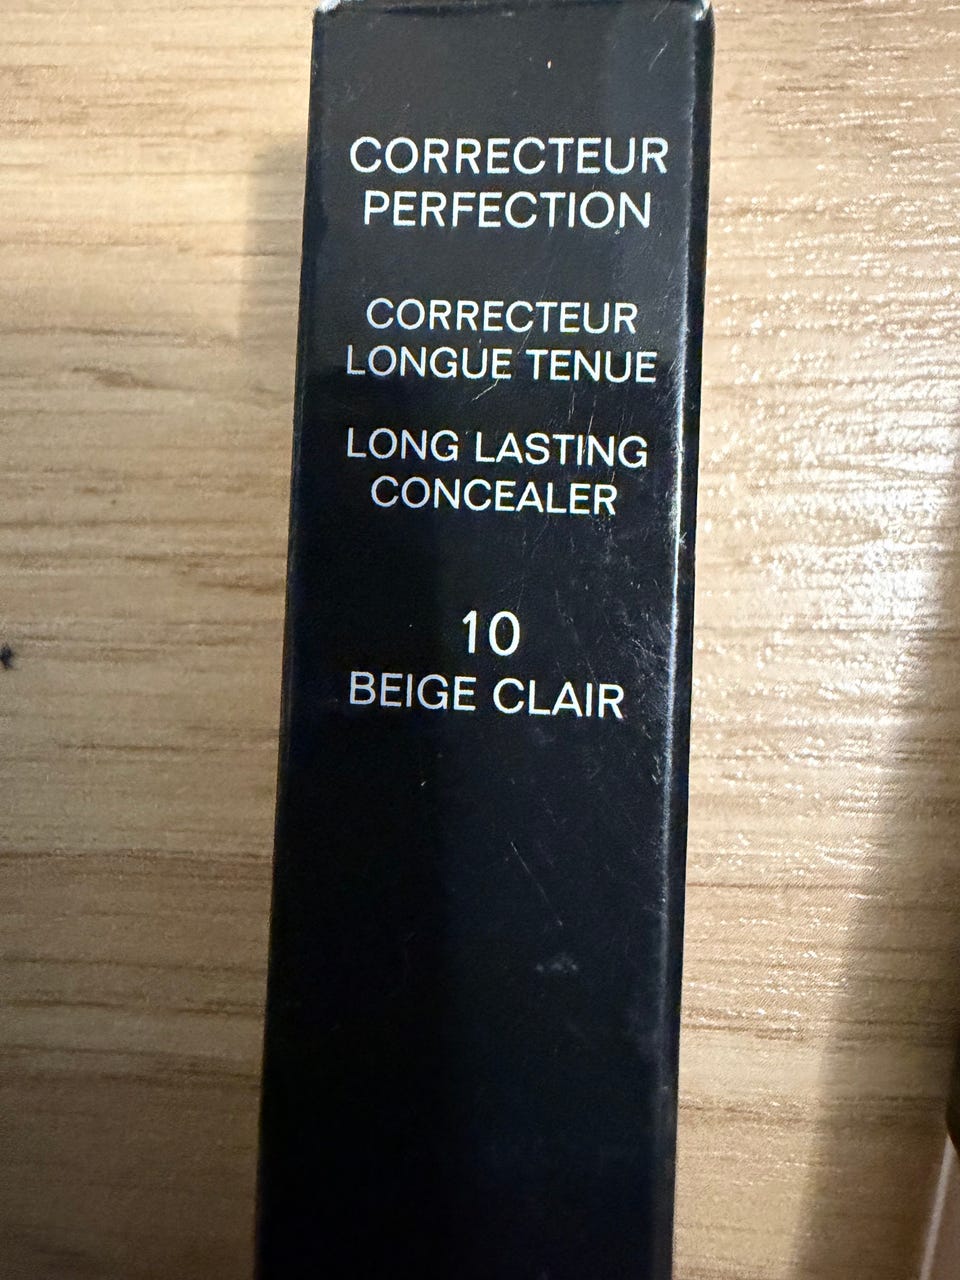 CORRECTEUR
PERFECTION
CORRECTEUR
LONGUE TENUE
LONG LASTING
CONCEALER
10
BEIGE CLAIR